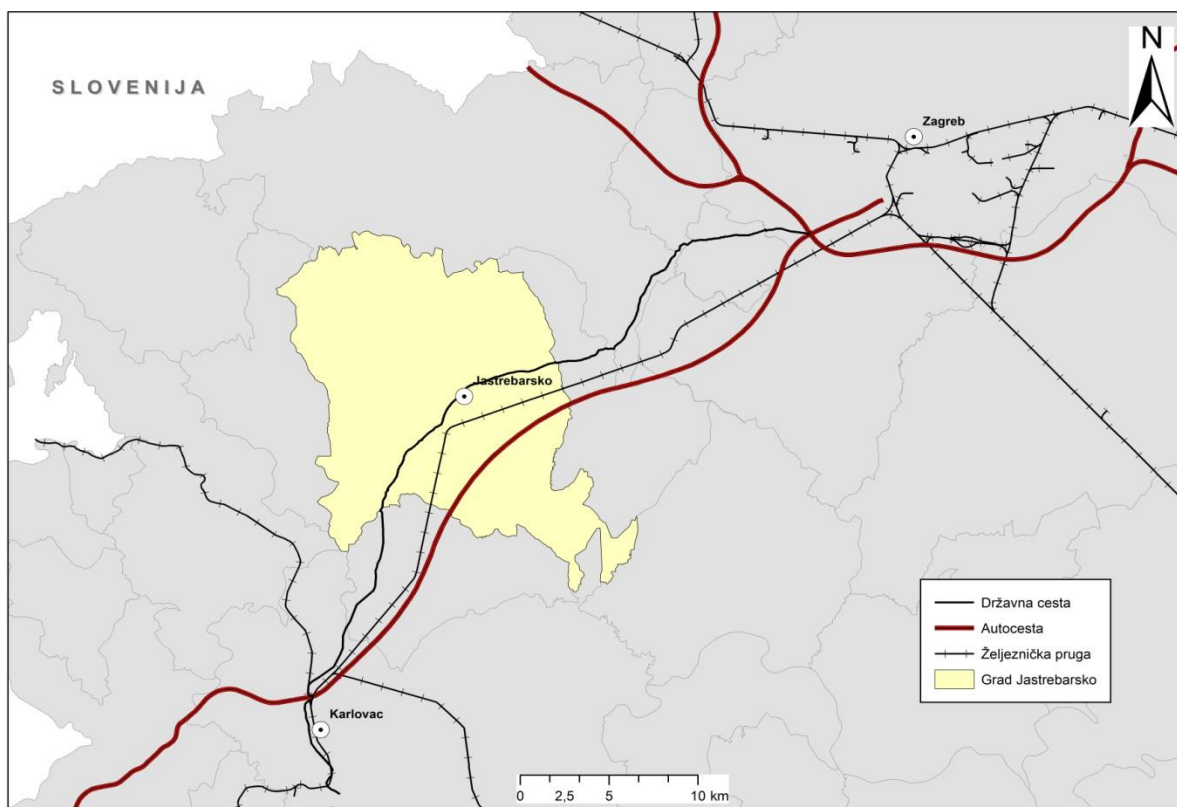 N
SLOVENIJA
Zagreb
Jastrebarsko
Državna cesta
Autocesta
Željeznička pruga
Grad Jastrebarsko
Karlovac
0 2,5 5 10 km